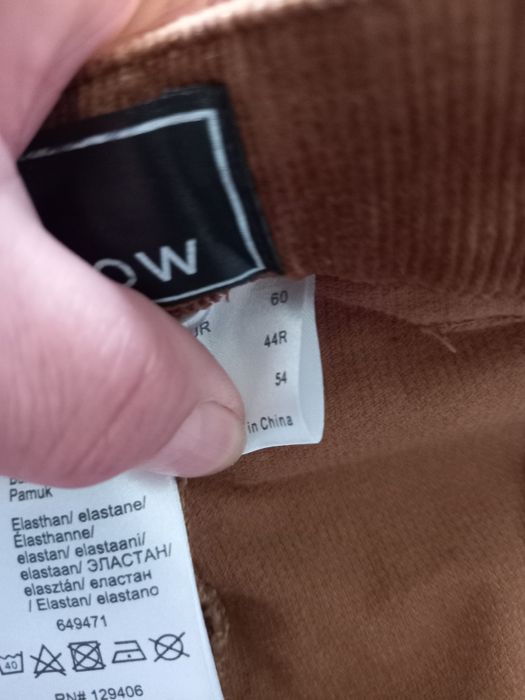 ow
60
44R
54
in China
Pamuk
Elasthan/ elastane/
Élasthanne/
elastan/ elastaani/
elastaan/ ЭЛАСТАН/
elasztán/ еластан
/ Elastan/ elastano
649471
40
RN# 129406